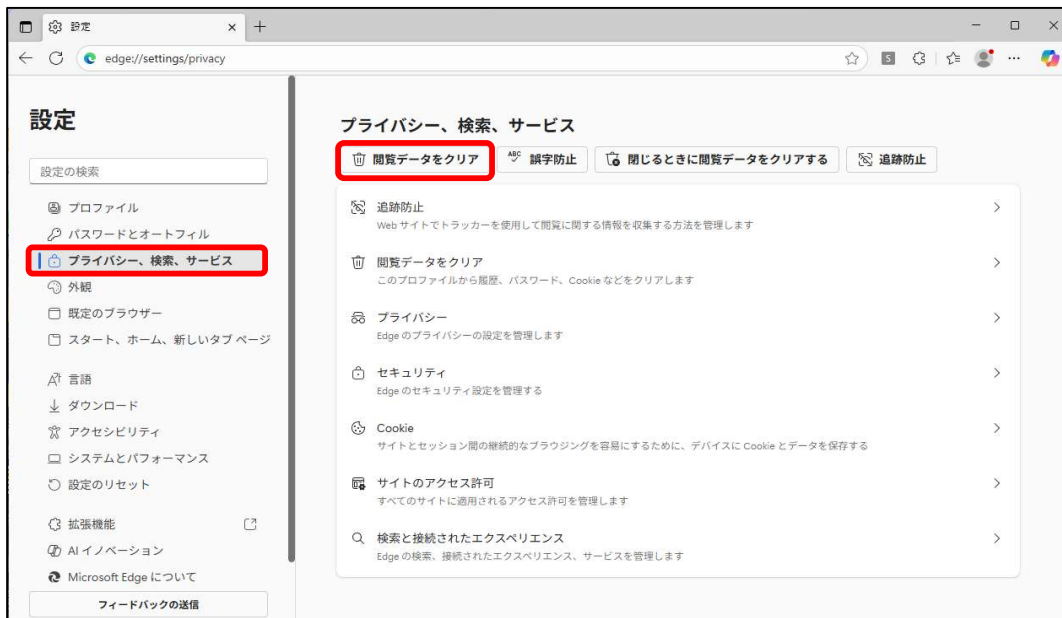 設定
edge://settings/privacy
S
設定
設定の検索
プロファイル
パスワードとオートフィル
プライバシー、検索、サービス
外観
既定のブラウザー
スタート、ホーム、新しいタブ ページ
言語
ダウンロード
アクセシビリティ
システムとパフォーマンス
設定のリセット
拡張機能
AI イノベーション
Microsoft Edge について
フィードバックの送信
プライバシー、検索、サービス
閲覧データをクリア
ABC 誤字防止
閉じるときに閲覧データをクリアする
追跡防止
追跡防止
Web サイトでトラッカーを使用して閲覧に関する情報を収集する方法を管理します
閲覧データをクリア
このプロファイルから履歴、パスワード、Cookie などをクリアします
プライバシー
Edge のプライバシーの設定を管理します
セキュリティ
Edge のセキュリティ設定を管理する
Cookie
サイトとセッション間の継続的なブラウジングを容易にするために、デバイスに Cookie とデータを保存する
サイトのアクセス許可
すべてのサイトに適用されるアクセス許可を管理します
検索と接続されたエクスペリエンス
Edge の検索、接続されたエクスペリエンス、サービスを管理します